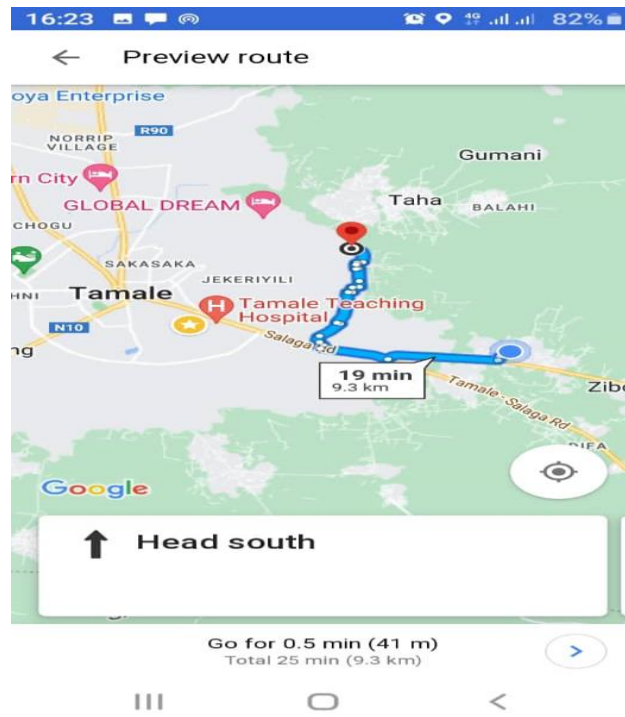 16:23 4G 82%
Preview route
oya Enterprise
NORRIP
VILLAGE
R90
Gumani
rn City
GLOBAL DREAM
Taha
BALAHI
CHOGU
SAKASAKA
JEKERIYILI
HNI
Tamale
Tamale Teaching
Hospital
N10
ng
Salaga Rd
19 min
9.3 km
Tamale-Salaga Rd
Zib
Google
Head south
Go for 0.5 min (41 m)
Total 25 min (9.3 km)